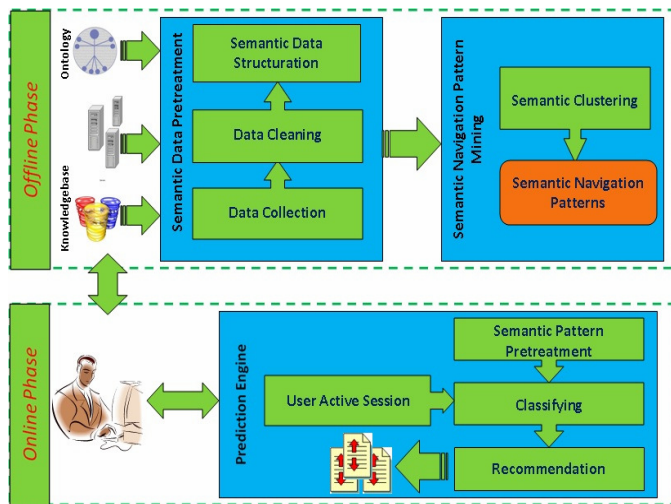 Offline Phase
Ontology
Knowledgebase
...
Semantic Data Pretreatment
Semantic Data
Structuration
Data Cleaning
Data Collection
Semantic Navigation Pattern
Mining
Semantic Clustering
Semantic Navigation
Patterns
Online Phase
Prediction Engine
User Active Session
Semantic Pattern
Pretreatment
Classifying
Recommendation